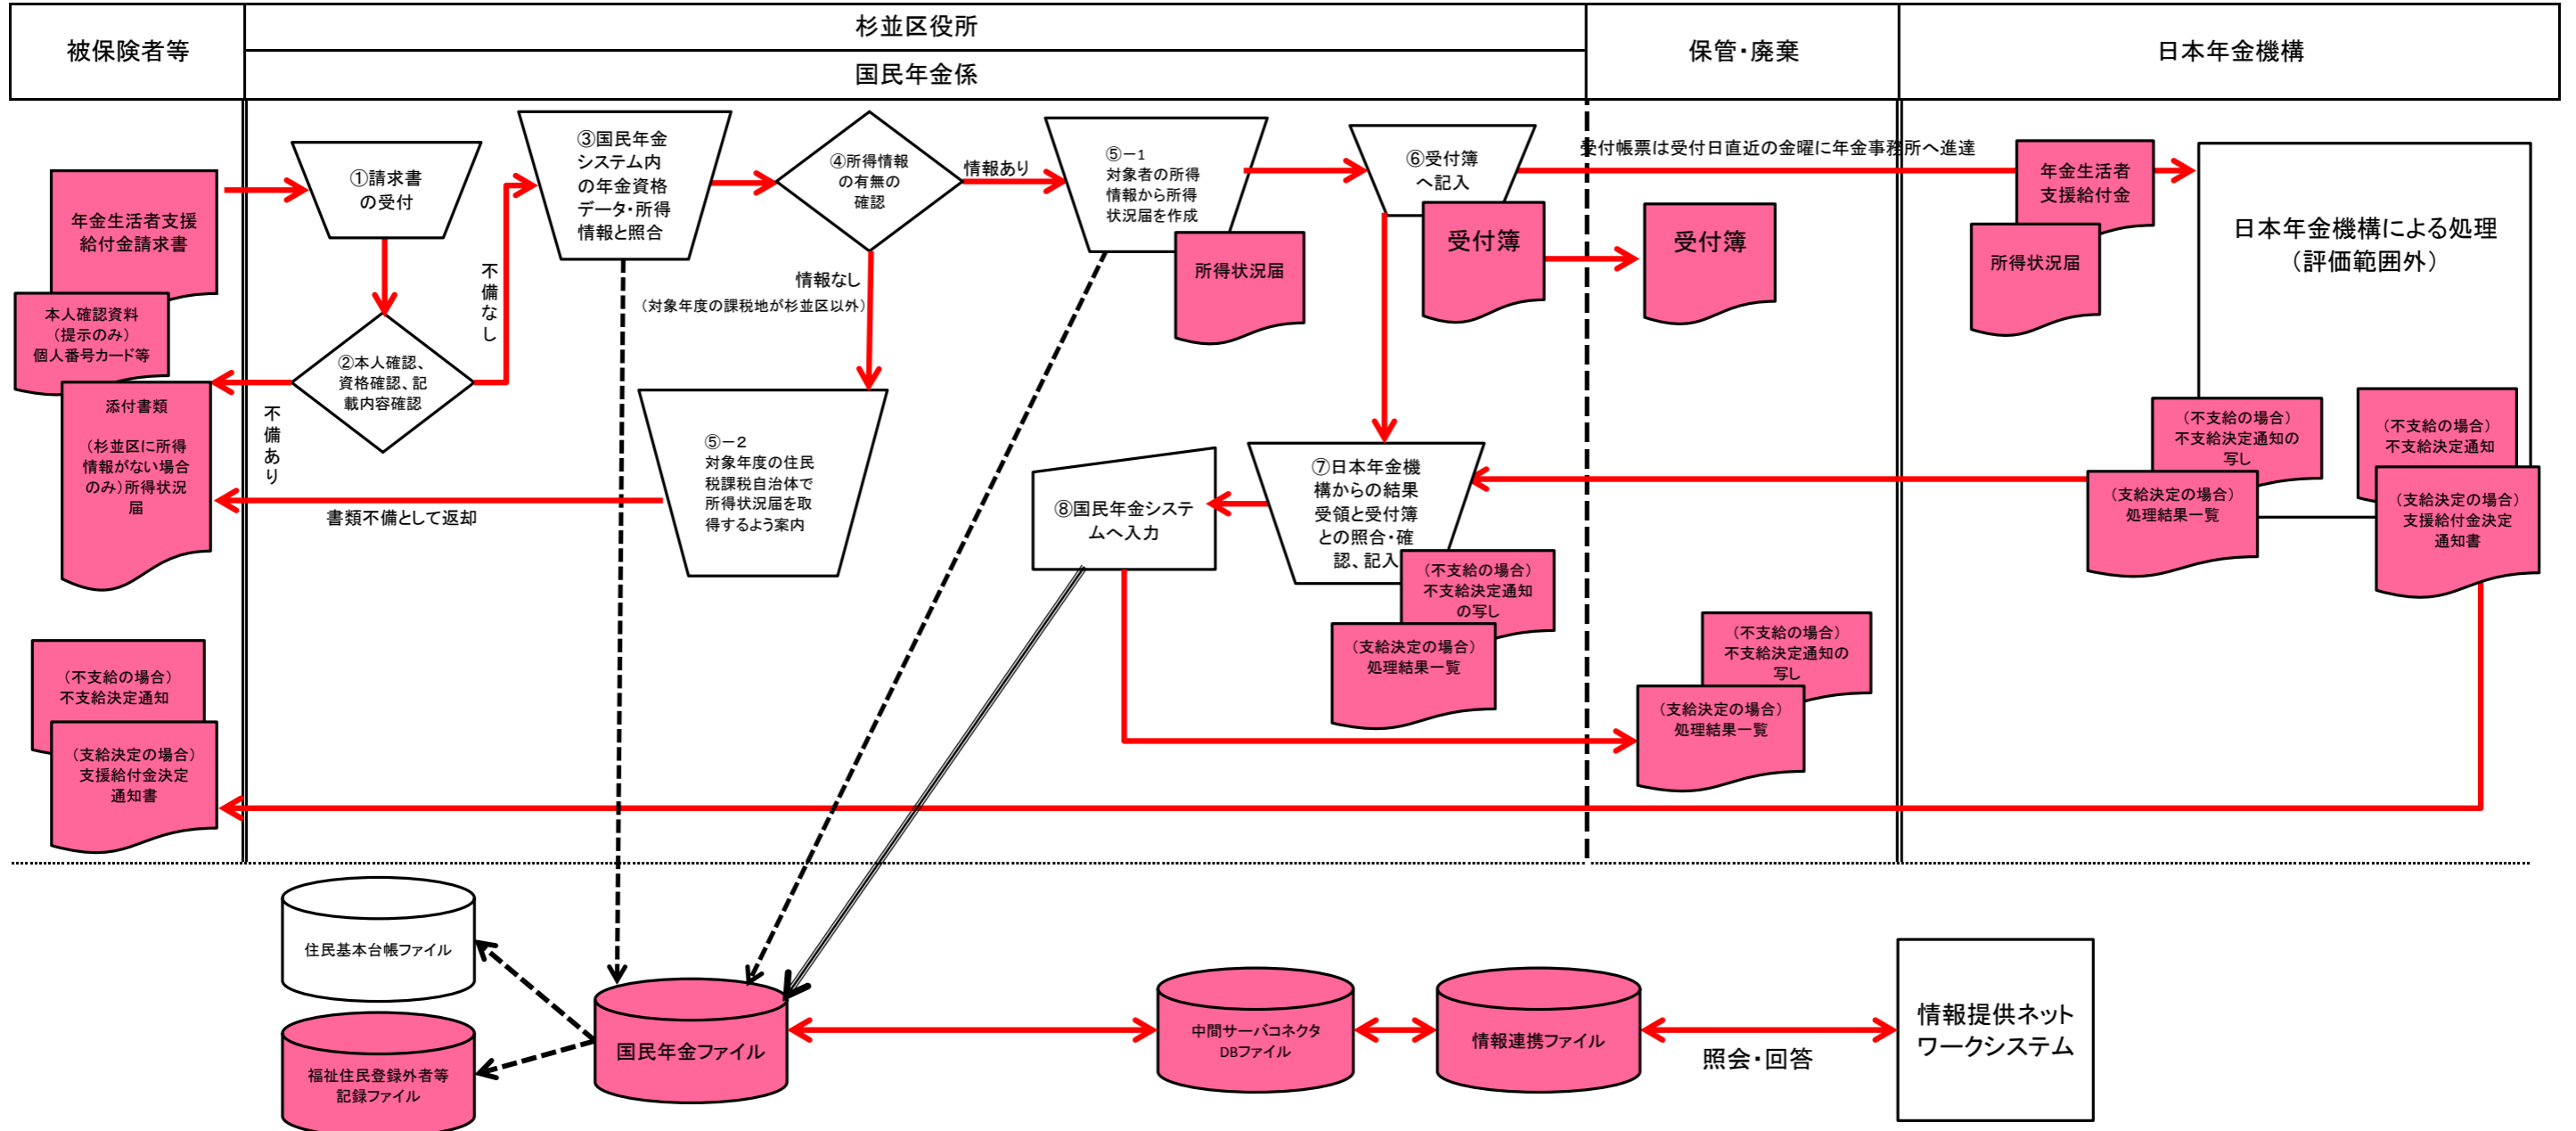 被保険者等
杉並区役所
国民年金係
保管・廃棄
日本年金機構
年金生活者支援
給付金請求書
本人確認資料
（提示のみ）
個人番号カード等
添付書類
（杉並区に所得
情報がない場合
のみ）所得状況
届
①請求書
の受付
②本人確認、
資格確認、記
載内容確認
不備なし
不備あり
③国民年金
システム内
の年金資格
データ・所得
情報と照合
④所得情報
の有無の
確認
情報あり
情報なし
（対象年度の課税地が杉並区以外）
⑤－1
対象者の所得
情報から所得
状況届を作成
所得状況届
⑤－２
対象年度の住民
税課税自治体で
所得状況届を取
得するよう案内
書類不備として返却
⑥受付簿
へ記入
受付簿
受付簿
受付帳票は受付日直近の金曜に年金事務所へ進達
年金生活者
支援給付金
所得状況届
日本年金機構による処理
（評価範囲外）
（不支給の場合）
不支給決定通知の
写し
（支給決定の場合）
処理結果一覧
（不支給の場合）
不支給決定通知
（支給決定の場合）
支援給付金決定
通知書
⑦日本年金機
構からの結果
受領と受付簿
との照合・確
認、記入
（不支給の場合）
不支給決定通知
の写し
（支給決定の場合）
処理結果一覧
⑧国民年金システ
ムへ入力
（不支給の場合）
不支給決定通知の
写し
（支給決定の場合）
処理結果一覧
（不支給の場合）
不支給決定通知
（支給決定の場合）
支援給付金決定
通知書
住民基本台帳ファイル
福祉住民登録外者等
記録ファイル
国民年金ファイル
中間サーバコネクタ
DBファイル
情報連携ファイル
照会・回答
情報提供ネット
ワークシステム